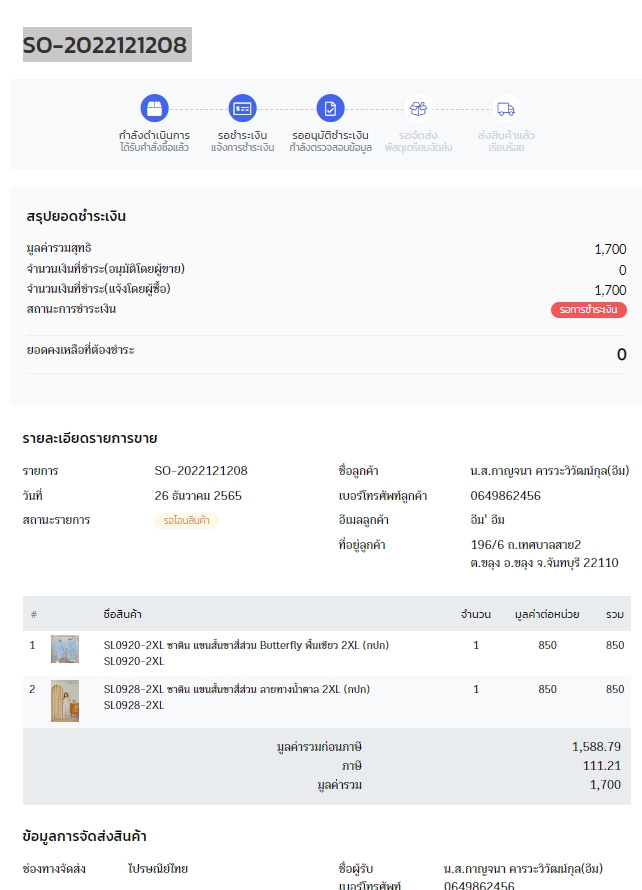 SO-2022121208
กำลังดำเนินการ รอชำระเงิน รออนุมัติชำระเงิน รอจัดส่ง ส่งสินค้าแล้ว
ได้รับคำสั่งซื้อแล้ว แจ้งการชำระเงิน กำลังตรวจสอบข้อมูล พัสดุเตรียมจัดส่ง เรียบร้อย
สรุปยอดชำระเงิน
มูลค่ารวมสุทธิ 1,700
จำนวนเงินที่ชำระ(อนุมัติโดยผู้ขาย) 0
จำนวนเงินที่ชำระ(แจ้งโดยผู้ซื้อ) 1,700
สถานะการชำระเงิน รอการชำระเงิน
ยอดคงเหลือที่ต้องชำระ 0
รายละเอียดรายการขาย
รายการ SO-2022121208 ชื่อลูกค้า น.ส.กาญจนา คารวะวิวัฒน์กุล(อิม)
วันที่ 26 ธันวาคม 2565 เบอร์โทรศัพท์ลูกค้า 0649862456
สถานะรายการ รอโอนสินค้า อีเมลลูกค้า อิม' อิม
ที่อยู่ลูกค้า 196/6 ถ.เทศบาลสาย2
ต.ขลุง อ.ขลุง จ.จันทบุรี 22110
# ชื่อสินค้า จำนวน มูลค่าต่อหน่วย รวม
1 SL0920-2XL ซาติน แขนสั้นขาสี่ส่วน Butterfly พื้นเขียว 2XL (กปก) 1 850 850
SL0920-2XL
2 SL0928-2XL ซาติน แขนสั้นขาสี่ส่วน ลายทางน้ำตาล 2XL (กปก) 1 850 850
SL0928-2XL
มูลค่ารวมก่อนภาษี 1,588.79
ภาษี 111.21
มูลค่ารวม 1,700
ข้อมูลการจัดส่งสินค้า
ช่องทางจัดส่ง ไปรษณีย์ไทย ชื่อผู้รับ น.ส.กาญจนา คารวะวิวัฒน์กุล(อิม)
เบอร์โทรศัพท์ 0649862456